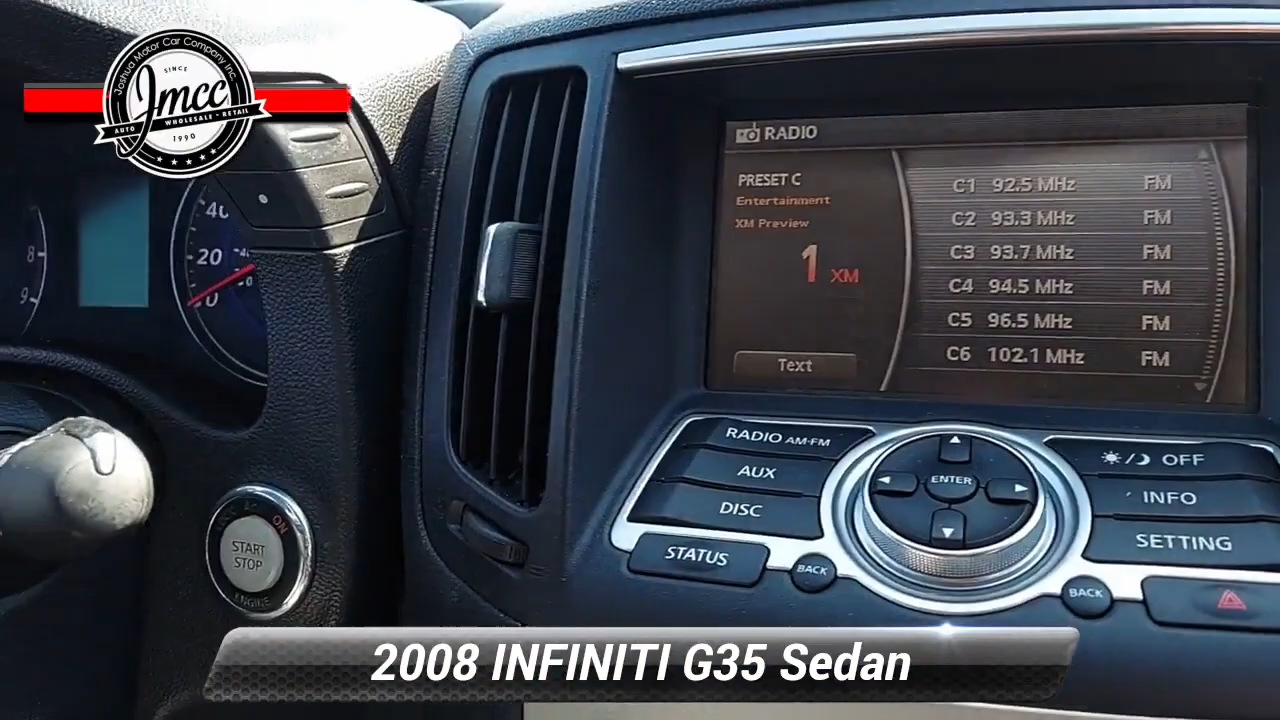 Joshua Motor Car Company Inc.
SINCE
Jmcc
AUTO WHOLESALE - RETAIL
1990
RADIO
PRESET C
Entertainment
XM Preview
1 XM
Text
C1 92.5 MHz FM
C2 93.3 MHz FM
C3 93.7 MHz FM
C4 94.5 MHz FM
C5 96.5 MHz FM
C6 102.1 MHz FM
8
9
40
20
0
RADIO AM·FM
AUX
DISC
STATUS
BACK
ENTER
OFF
INFO
SETTING
BACK
ON
START
STOP
ENGINE
2008 INFINITI G35 Sedan